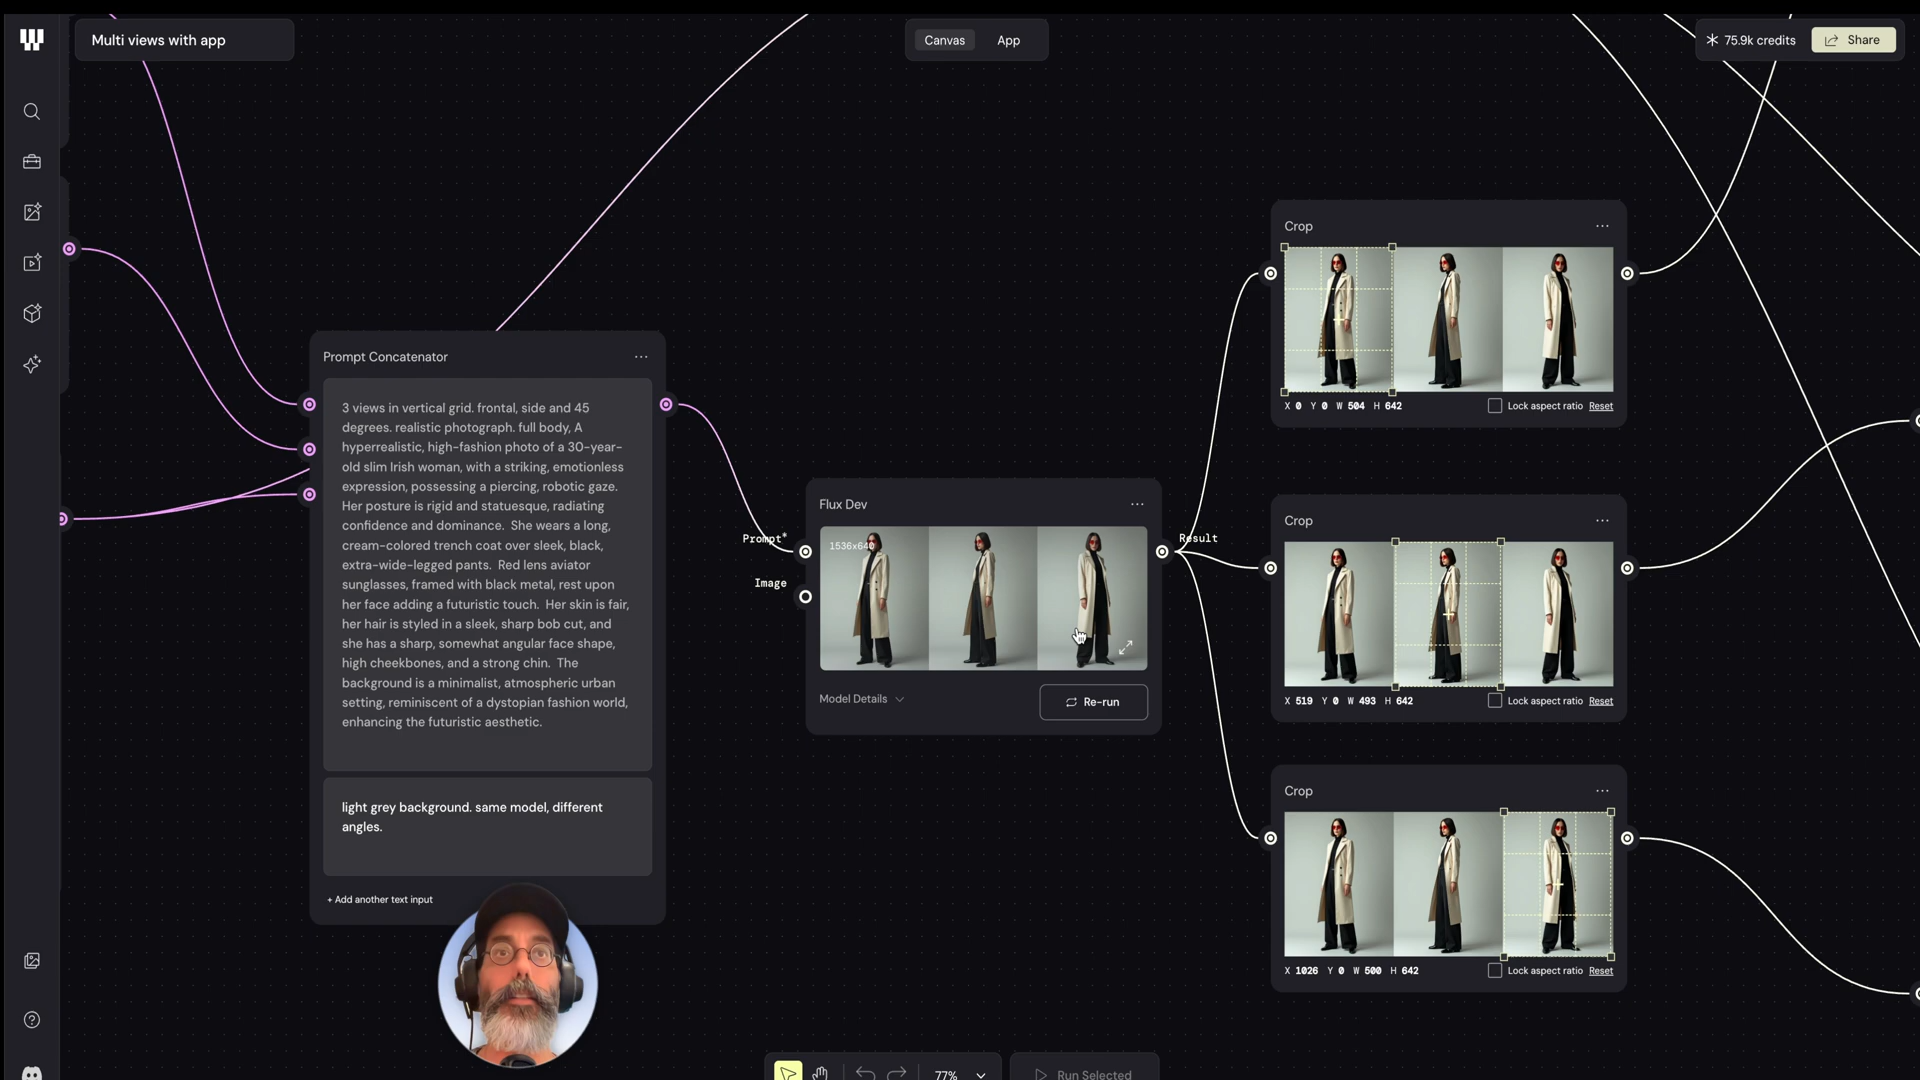 Multi views with app
Canvas
App
75.9k credits
Share
Prompt Concatenator
3 views in vertical grid. frontal, side and 45
degrees. realistic photograph. full body, A
hyperrealistic, high-fashion photo of a 30-year-
old slim Irish woman, with a striking, emotionless
expression, possessing a piercing, robotic gaze.
Her posture is rigid and statuesque, radiating
confidence and dominance. She wears a long,
cream-colored trench coat over sleek, black,
extra-wide-legged pants. Red lens aviator
sunglasses, framed with black metal, rest upon
her face adding a futuristic touch. Her skin is fair,
her hair is styled in a sleek, sharp bob cut, and
she has a sharp, somewhat angular face shape,
high cheekbones, and a strong chin. The
background is a minimalist, atmospheric urban
setting, reminiscent of a dystopian fashion world,
enhancing the futuristic aesthetic.
light grey background. same model, different
angles.
+ Add another text input
Prompt*
Image
Flux Dev
1536x640
Model Details
Re-run
Result
Crop
X 0 Y 0 W 504 H 642
Lock aspect ratio
Reset
Crop
X 519 Y 0 W 493 H 642
Lock aspect ratio
Reset
Crop
X 1026 Y 0 W 500 H 642
Lock aspect ratio
Reset
77%
Run Selected